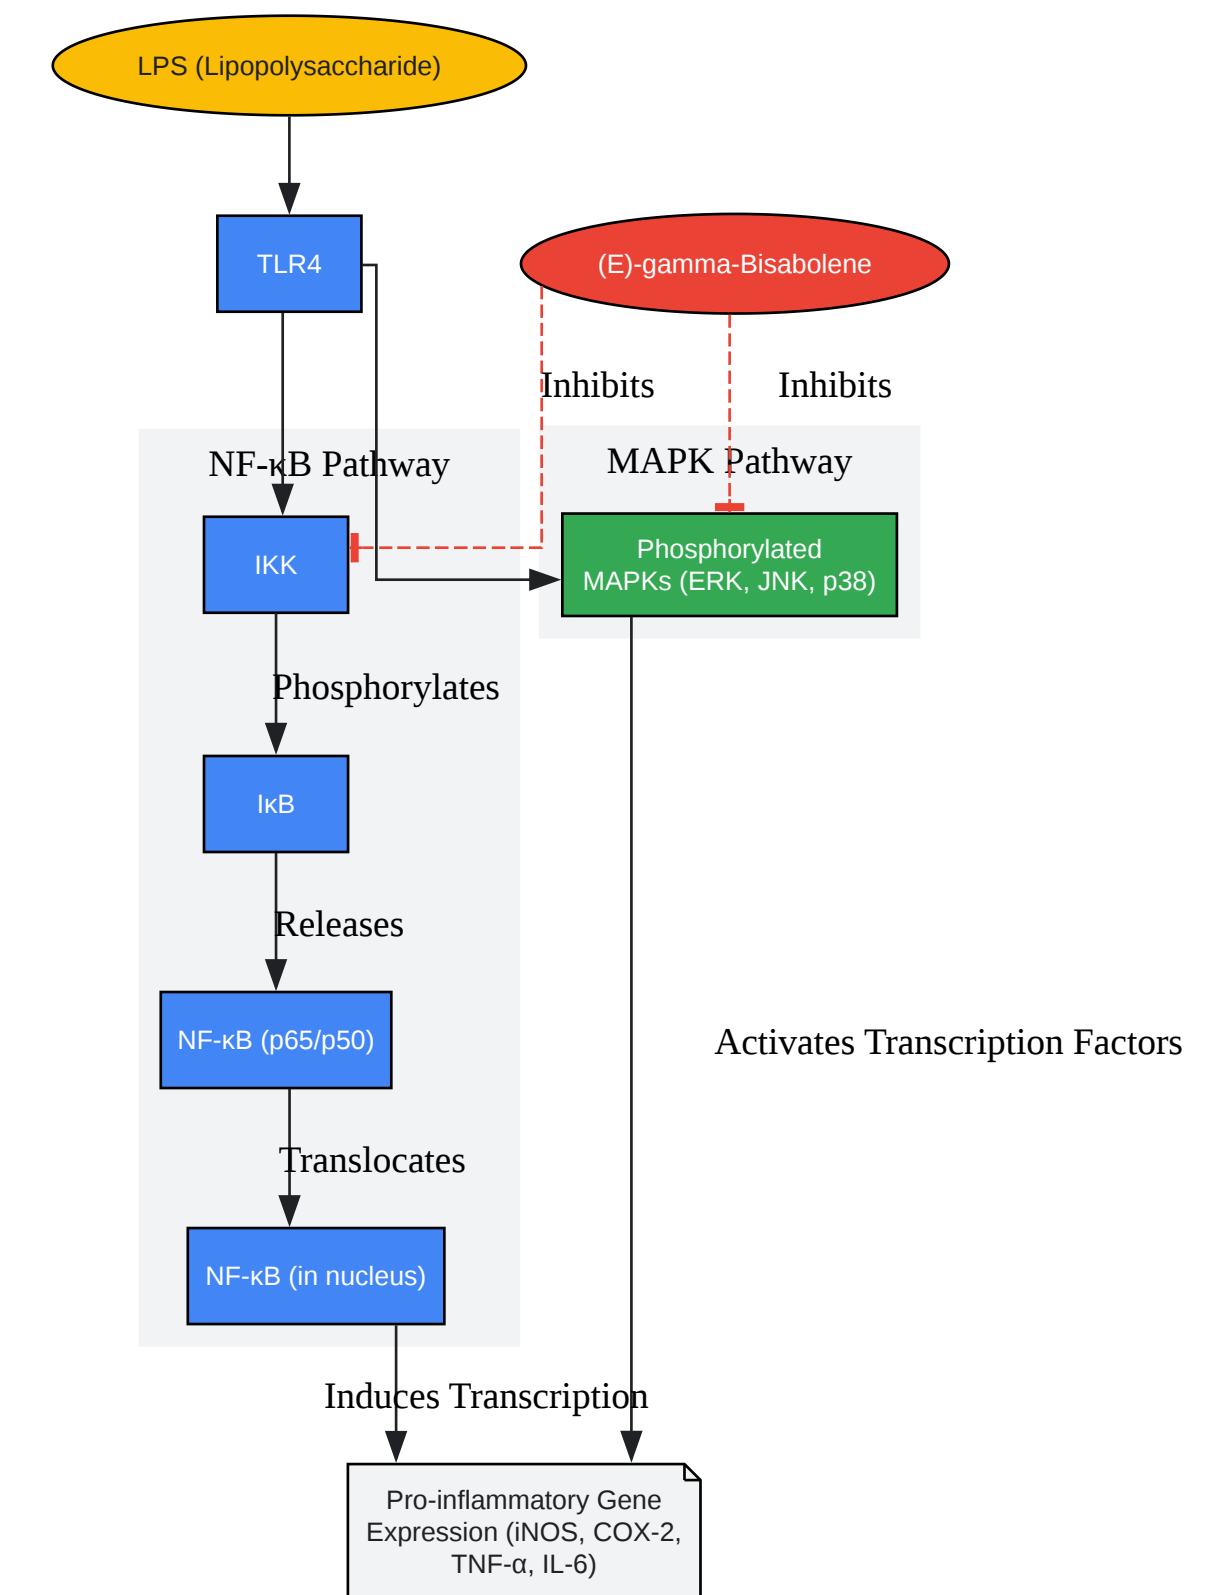 LPS (Lipopolysaccharide)
TLR4
(E)-gamma-Bisabolene
Inhibits
Inhibits
NF-κB Pathway
MAPK Pathway
IKK
Phosphorylated
MAPKs (ERK, JNK, p38)
Phosphorylates
IκB
Releases
NF-κB (p65/p50)
Activates Transcription Factors
Translocates
NF-κB (in nucleus)
Induces Transcription
Pro-inflammatory Gene
Expression (iNOS, COX-2,
TNF-α, IL-6)